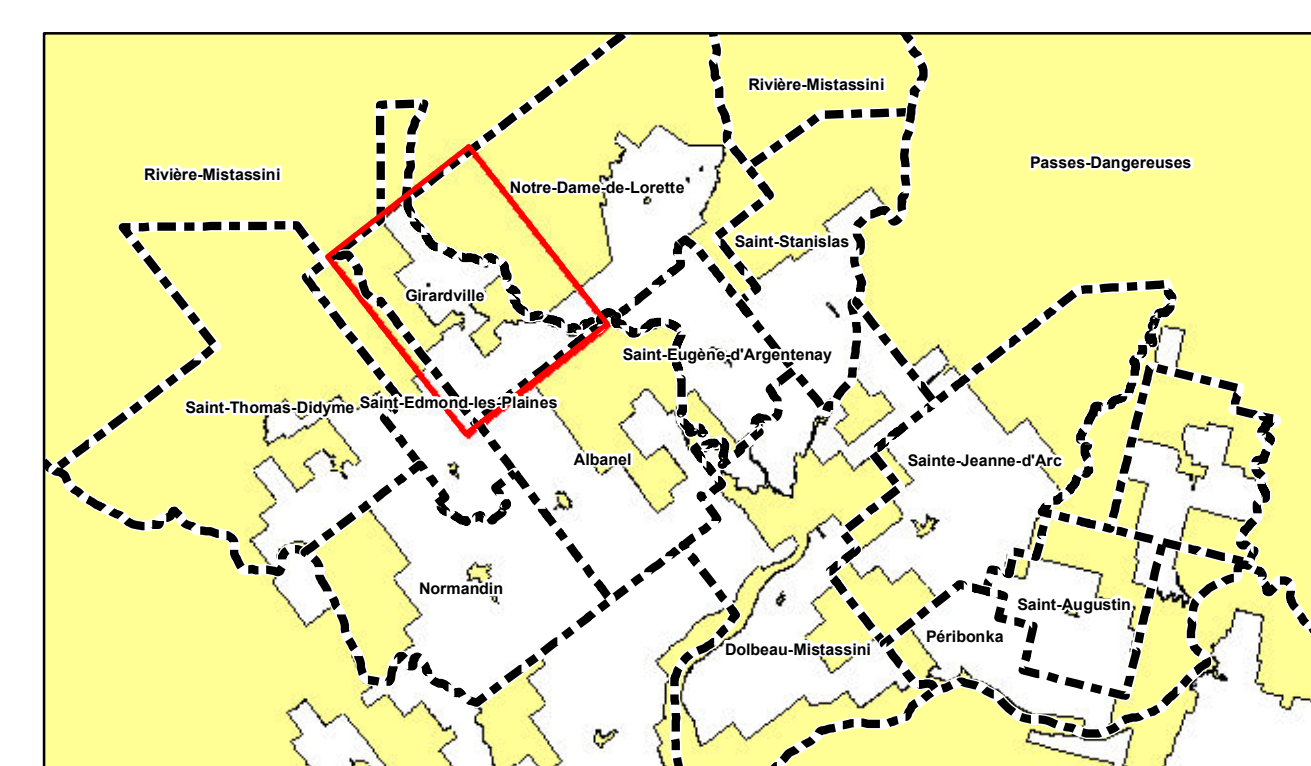 Rivière-Mistassini
Passes-Dangereuses
Rivière-Mistassini
Notre-Dame-de-Lorette
Saint-Stanislas
Girardville
Saint-Eugène-d'Argentenay
Saint-Thomas-Didyme
Saint-Edmond-les-Plaines
Albanel
Sainte-Jeanne-d'Arc
Normandin
Saint-Augustin
Péribonka
Dolbeau-Mistassini